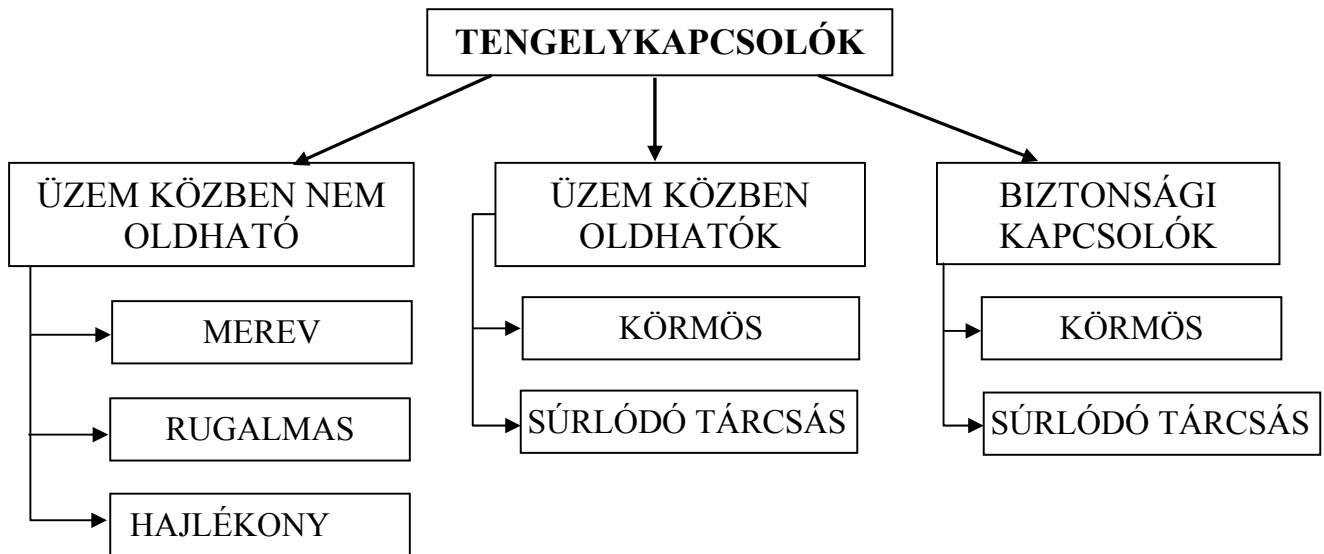 TENGELYKAPCSOLÓK
ÜZEM KÖZBEN NEM
OLDHATÓ
MEREV
RUGALMAS
HAJLÉKONY
ÜZEM KÖZBEN
OLDHATÓK
KÖRMÖS
SÚRLÓDÓ TÁRCSÁS
BIZTONSÁGI
KAPCSOLÓK
KÖRMÖS
SÚRLÓDÓ TÁRCSÁS